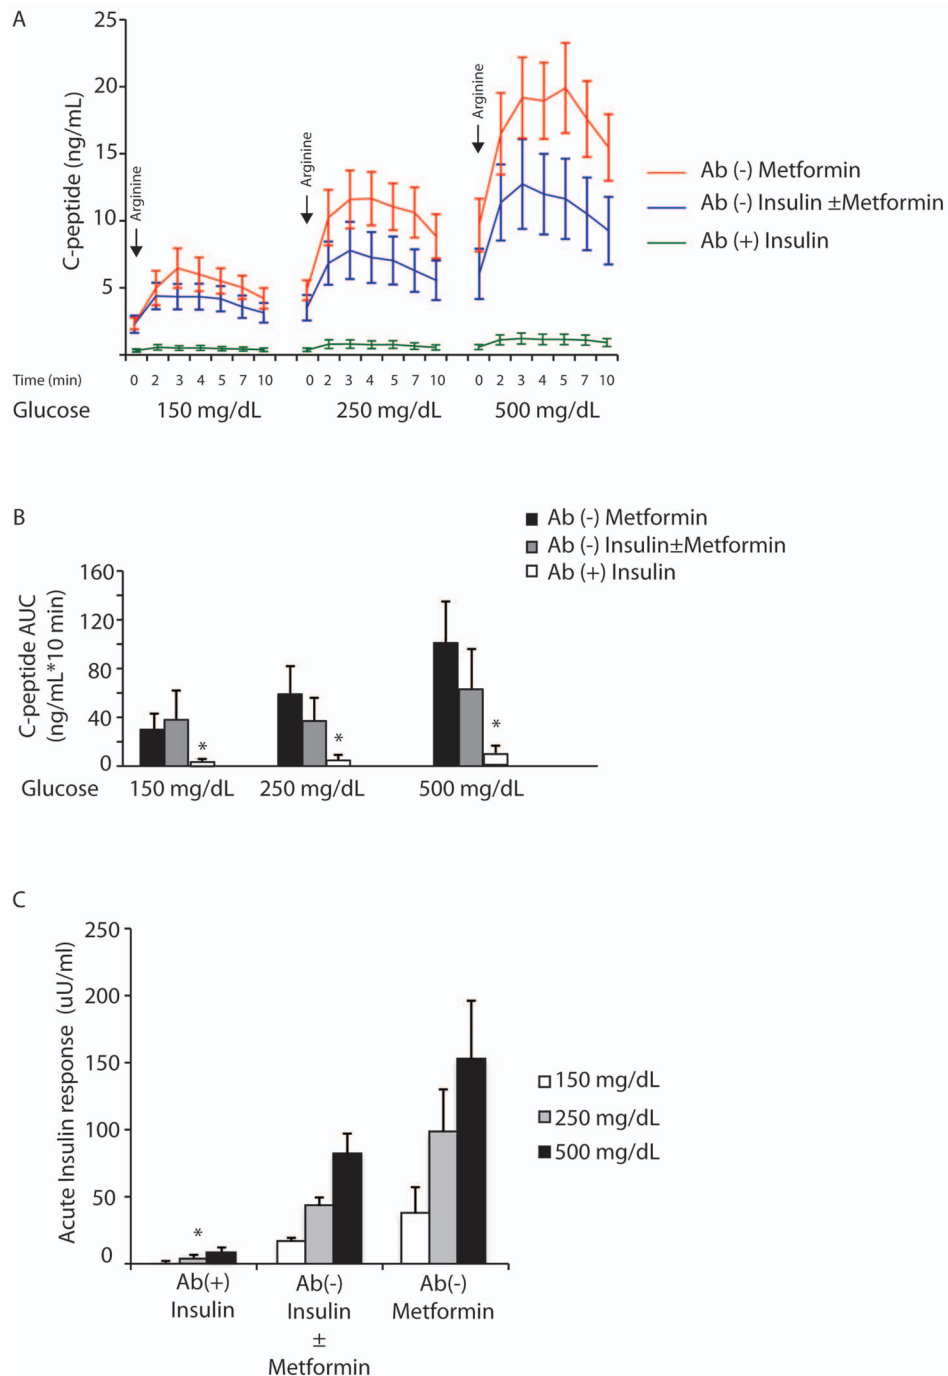 A
25
20
15
10
5
C-peptide (ng/mL)
Arginine
Arginine
Arginine
Ab (-) Metformin
Ab (-) Insulin ±Metformin
Ab (+) Insulin
Time (min) 0 2 3 4 5 7 10 0 2 3 4 5 7 10 0 2 3 4 5 7 10
Glucose 150 mg/dL 250 mg/dL 500 mg/dL
B
Ab (-) Metformin
Ab (-) Insulin±Metformin
Ab (+) Insulin
C-peptide AUC
(ng/mL*10 min)
160
120
80
40
0
* * *
Glucose 150 mg/dL 250 mg/dL 500 mg/dL
C
Acute Insulin response (uU/ml)
250
200
150
100
50
0
*
150 mg/dL
250 mg/dL
500 mg/dL
Ab(+)
Insulin
Ab(-)
Insulin
±
Metformin
Ab(-)
Metformin